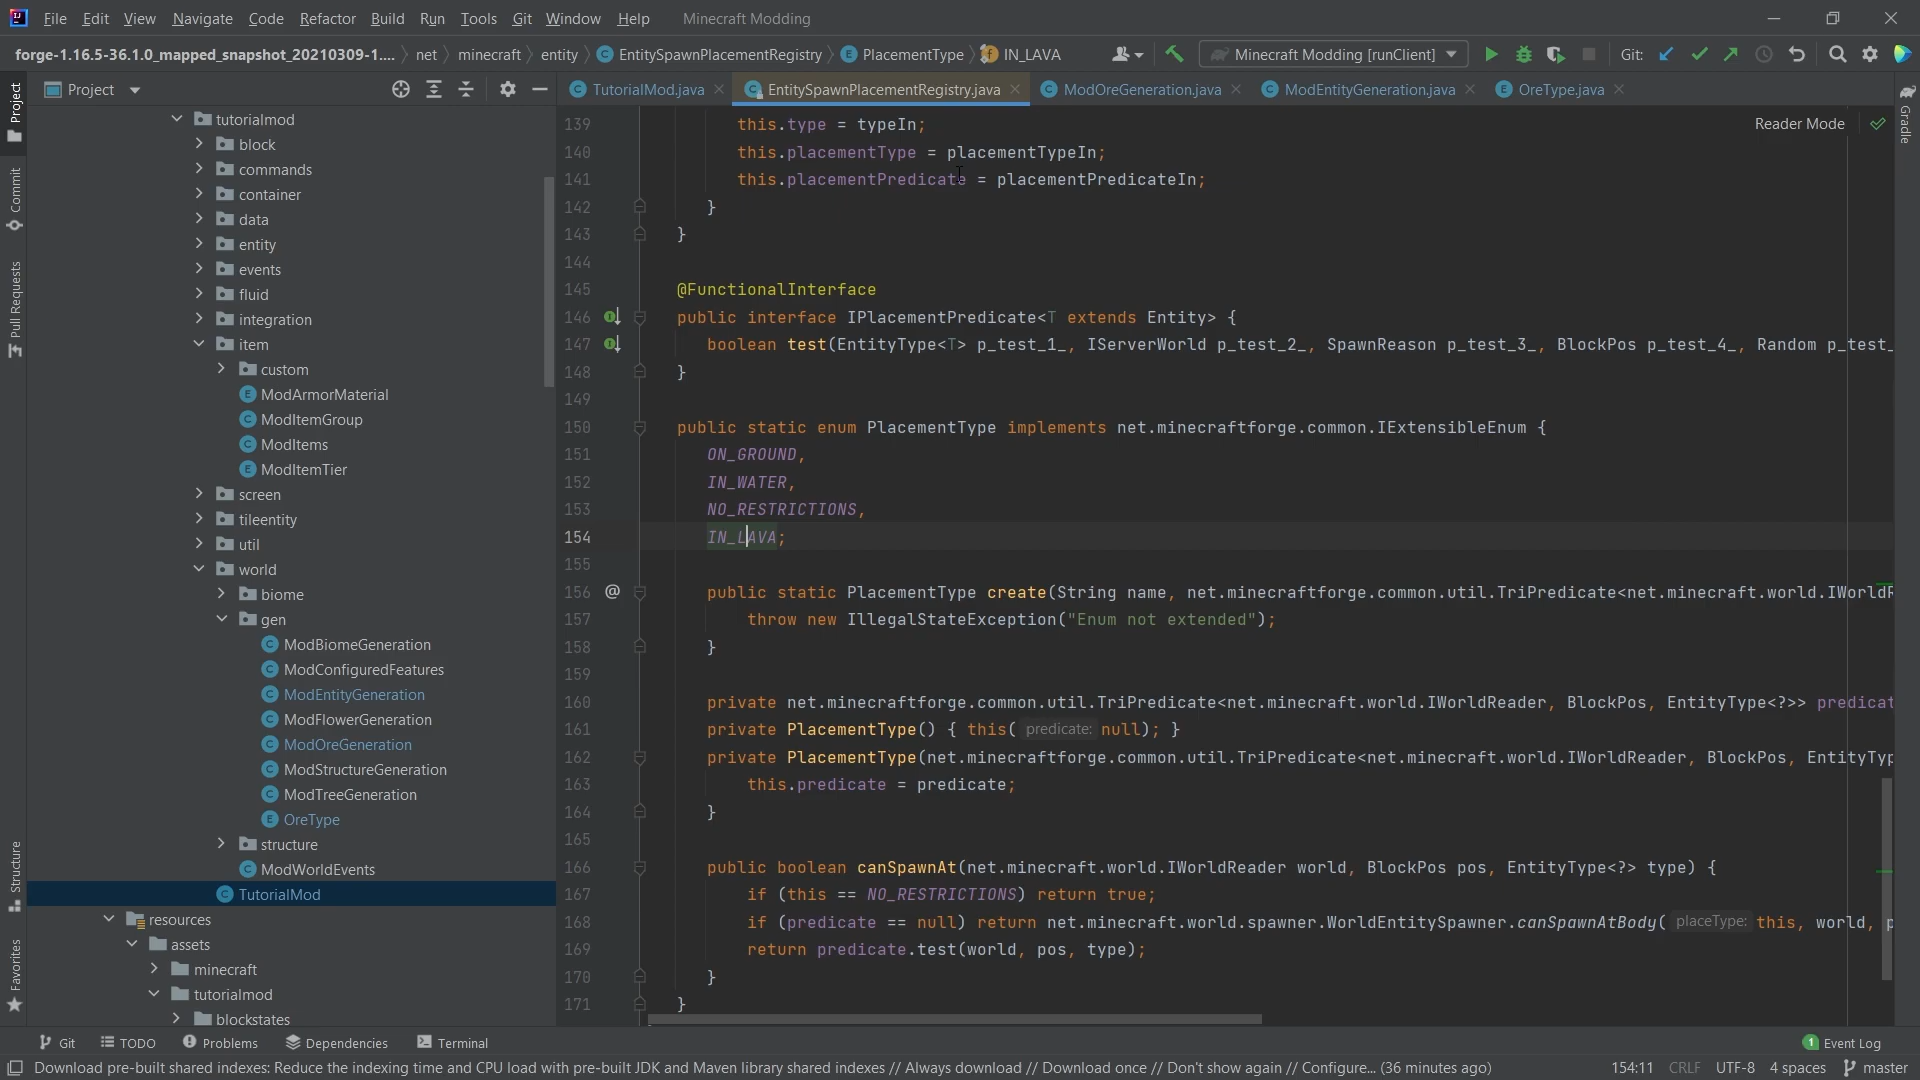 File Edit View Navigate Code Refactor Build Run Tools Git Window Help Minecraft Modding
forge-1.16.5-36.1.0_mapped_snapshot_20210309-1.... net minecraft entity EntitySpawnPlacementRegistry PlacementType IN_LAVA Minecraft Modding [runClient] Git:
Project
TutorialMod.java EntitySpawnPlacementRegistry.java ModOreGeneration.java ModEntityGeneration.java OreType.java
Project
Commit
Pull Requests
Structure
Favorites
Gradle
tutorialmod
block
commands
container
data
entity
events
fluid
integration
item
custom
ModArmorMaterial
ModItemGroup
ModItems
ModItemTier
screen
tileentity
util
world
biome
gen
ModBiomeGeneration
ModConfiguredFeatures
ModEntityGeneration
ModFlowerGeneration
ModOreGeneration
ModStructureGeneration
ModTreeGeneration
OreType
structure
ModWorldEvents
TutorialMod
resources
assets
minecraft
tutorialmod
blockstates
Reader Mode
139 this.type = typeIn;
140 this.placementType = placementTypeIn;
141 this.placementPredicate = placementPredicateIn;
142 }
143 }
144
145 @FunctionalInterface
146 public interface IPlacementPredicate<T extends Entity> {
147 boolean test(EntityType<T> p_test_1_, IServerWorld p_test_2_, SpawnReason p_test_3_, BlockPos p_test_4_, Random p_test_
148 }
149
150 public static enum PlacementType implements net.minecraftforge.common.IExtensibleEnum {
151 ON_GROUND,
152 IN_WATER,
153 NO_RESTRICTIONS,
154 IN_LAVA;
155
156 @ public static PlacementType create(String name, net.minecraftforge.common.util.TriPredicate<net.minecraft.world.IWorldR
157 throw new IllegalStateException("Enum not extended");
158 }
159
160 private net.minecraftforge.common.util.TriPredicate<net.minecraft.world.IWorldReader, BlockPos, EntityType<?>> predicat
161 private PlacementType() { this( predicate: null); }
162 private PlacementType(net.minecraftforge.common.util.TriPredicate<net.minecraft.world.IWorldReader, BlockPos, EntityTyp
163 this.predicate = predicate;
164 }
165
166 public boolean canSpawnAt(net.minecraft.world.IWorldReader world, BlockPos pos, EntityType<?> type) {
167 if (this == NO_RESTRICTIONS) return true;
168 if (predicate == null) return net.minecraft.world.spawner.WorldEntitySpawner.canSpawnAtBody( placeType: this, world, p
169 return predicate.test(world, pos, type);
170 }
171 }
Git TODO Problems Dependencies Terminal 1 Event Log
Download pre-built shared indexes: Reduce the indexing time and CPU load with pre-built JDK and Maven library shared indexes // Always download // Download once // Don't show again // Configure... (36 minutes ago) 154:11 CRLF UTF-8 4 spaces master